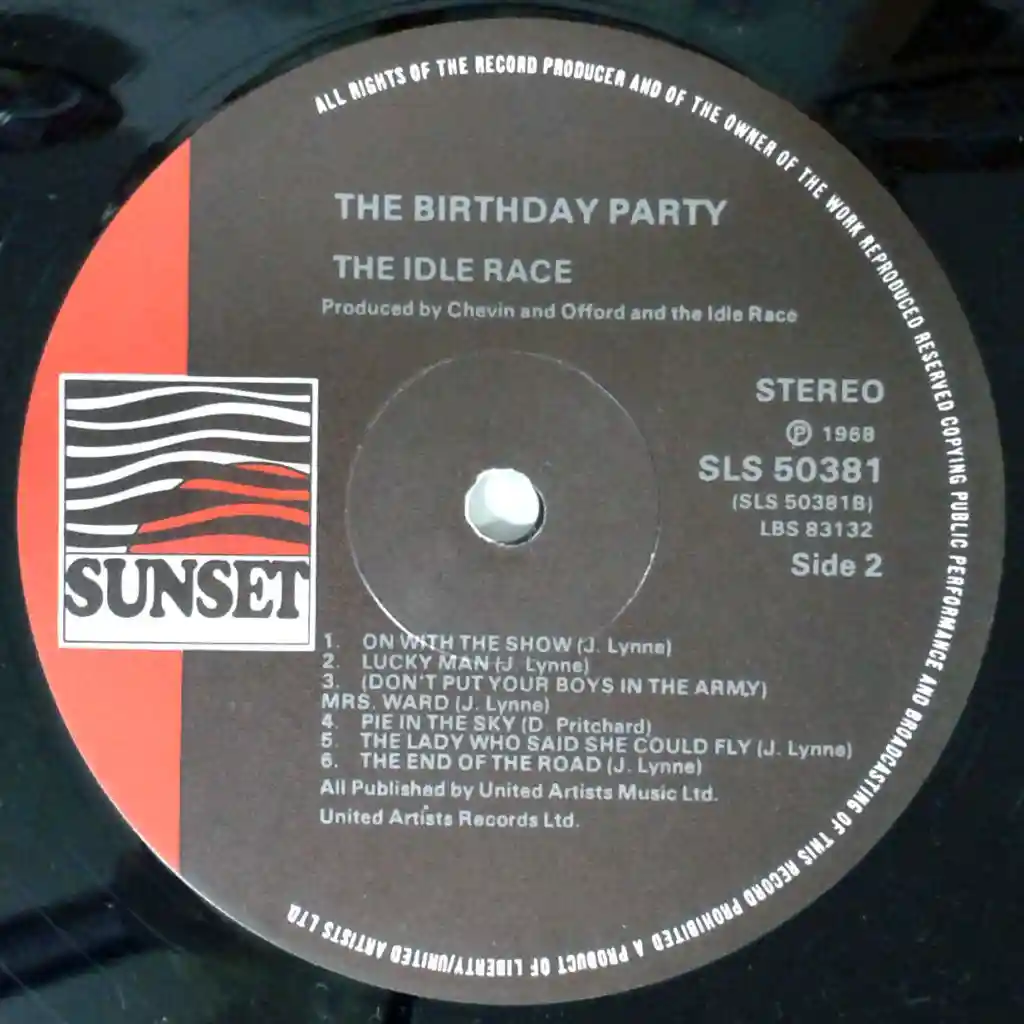 ALL RIGHTS OF THE RECORD PRODUCER AND OF THE OWNER OF THE WORK REPRODUCED RESERVED COPYING PUBLIC PERFORMANCE AND BROADCASTING OF THIS RECORD PROHIBITED A PRODUCT OF LIBERTY/UNITED ARTISTS LTD.
THE BIRTHDAY PARTY
THE IDLE RACE
Produced by Chevin and Offord and the Idle Race
STEREO
℗ 1968
SLS 50381
(SLS 50381B)
LBS 83132
Side 2
SUNSET
1. ON WITH THE SHOW (J. Lynne)
2. LUCKY MAN (J. Lynne)
3. (DON'T PUT YOUR BOYS IN THE ARMY)
MRS. WARD (J. Lynne)
4. PIE IN THE SKY (D. Pritchard)
5. THE LADY WHO SAID SHE COULD FLY (J. Lynne)
6. THE END OF THE ROAD (J. Lynne)
All Published by United Artists Music Ltd.
United Artists Records Ltd.